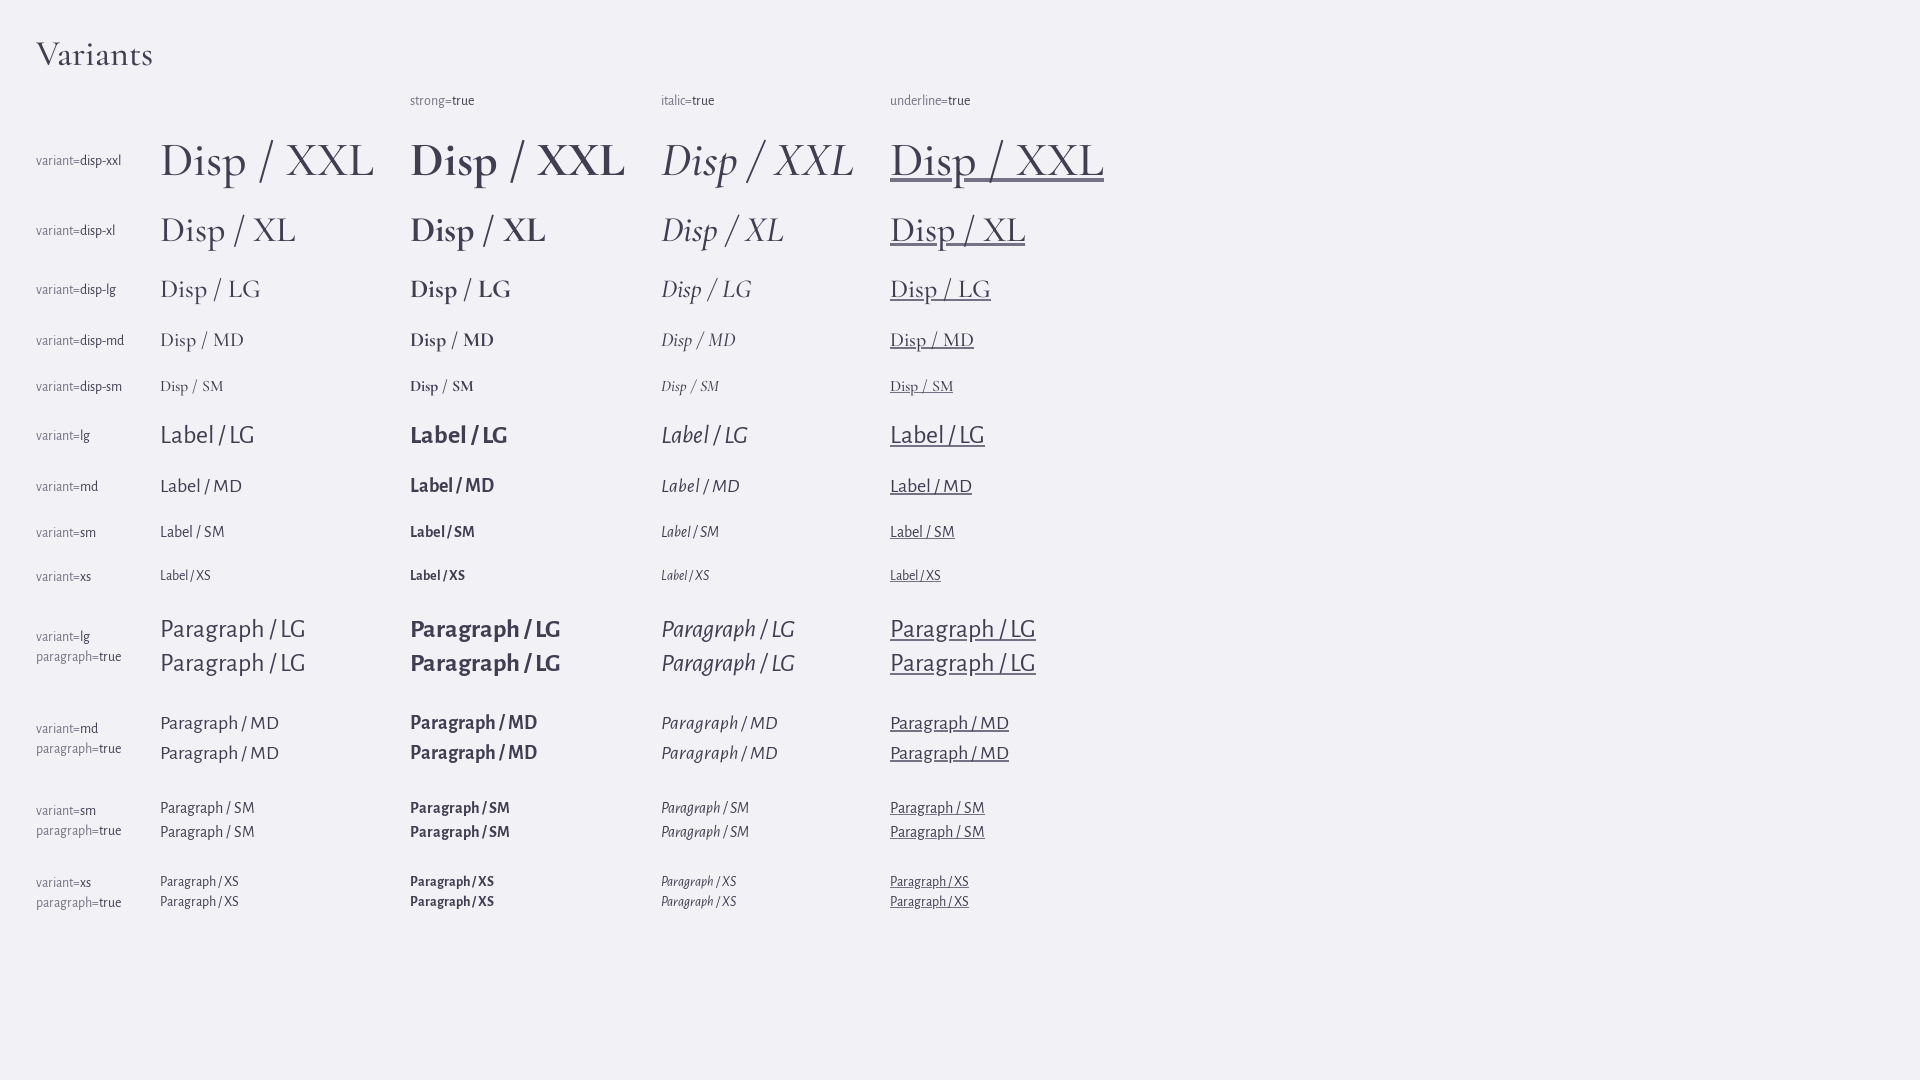 Variants
strong=true italic=true underline=true
variant=disp-xxl Disp / XXL Disp / XXL Disp / XXL Disp / XXL
variant=disp-xl Disp / XL Disp / XL Disp / XL Disp / XL
variant=disp-lg Disp / LG Disp / LG Disp / LG Disp / LG
variant=disp-md Disp / MD Disp / MD Disp / MD Disp / MD
variant=disp-sm Disp / SM Disp / SM Disp / SM Disp / SM
variant=lg Label / LG Label / LG Label / LG Label / LG
variant=md Label / MD Label / MD Label / MD Label / MD
variant=sm Label / SM Label / SM Label / SM Label / SM
variant=xs Label / XS Label / XS Label / XS Label / XS
variant=lg Paragraph / LG Paragraph / LG Paragraph / LG Paragraph / LG
paragraph=true Paragraph / LG Paragraph / LG Paragraph / LG Paragraph / LG
variant=md Paragraph / MD Paragraph / MD Paragraph / MD Paragraph / MD
paragraph=true Paragraph / MD Paragraph / MD Paragraph / MD Paragraph / MD
variant=sm Paragraph / SM Paragraph / SM Paragraph / SM Paragraph / SM
paragraph=true Paragraph / SM Paragraph / SM Paragraph / SM Paragraph / SM
variant=xs Paragraph / XS Paragraph / XS Paragraph / XS Paragraph / XS
paragraph=true Paragraph / XS Paragraph / XS Paragraph / XS Paragraph / XS